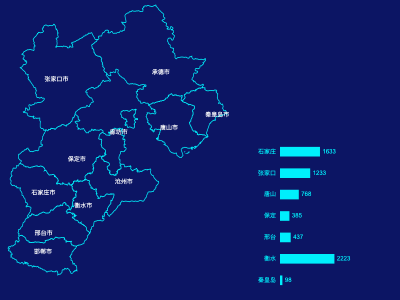 承德市
张家口市
秦皇岛市
唐山市
廊坊市
保定市
沧州市
石家庄市
衡水市
邢台市
邯郸市
石家庄 1633
张家口 1233
唐山 768
保定 385
邢台 437
衡水 2223
秦皇岛 98